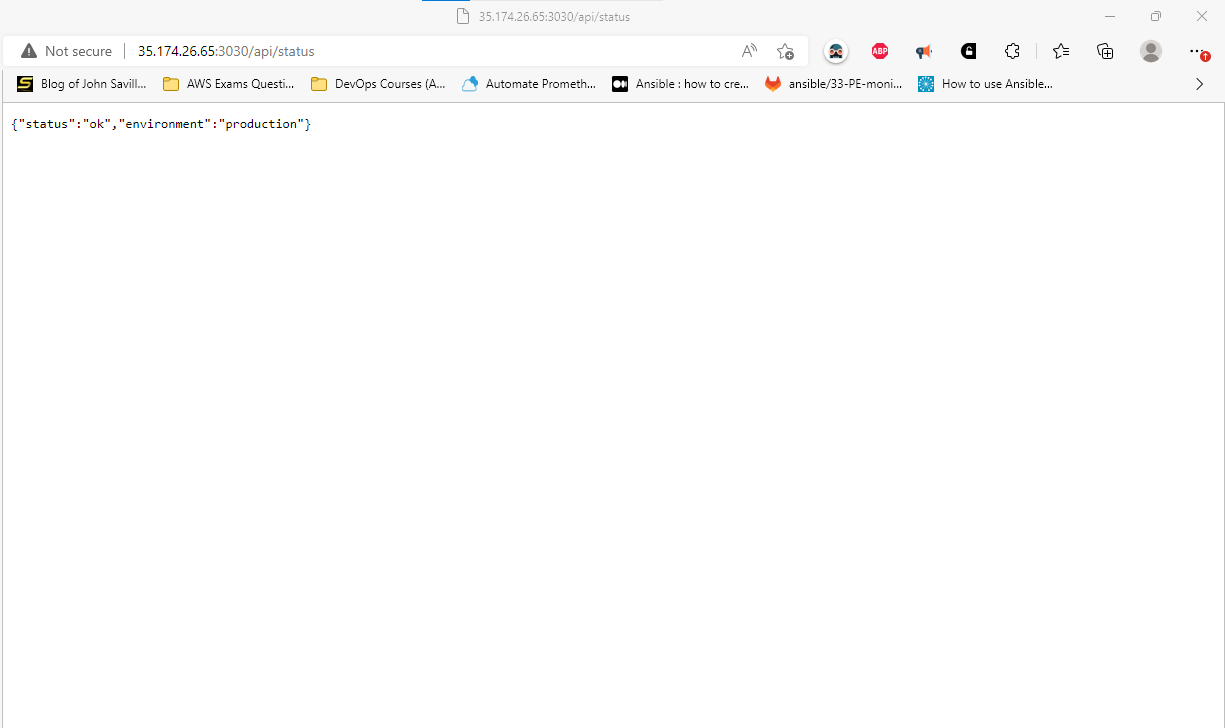 35.174.26.65:3030/api/status
Not secure 35.174.26.65:3030/api/status
ABP
Blog of John Savill... AWS Exams Questi... DevOps Courses (A... Automate Prometh... Ansible : how to cre... ansible/33-PE-moni... How to use Ansible...
{"status":"ok","environment":"production"}